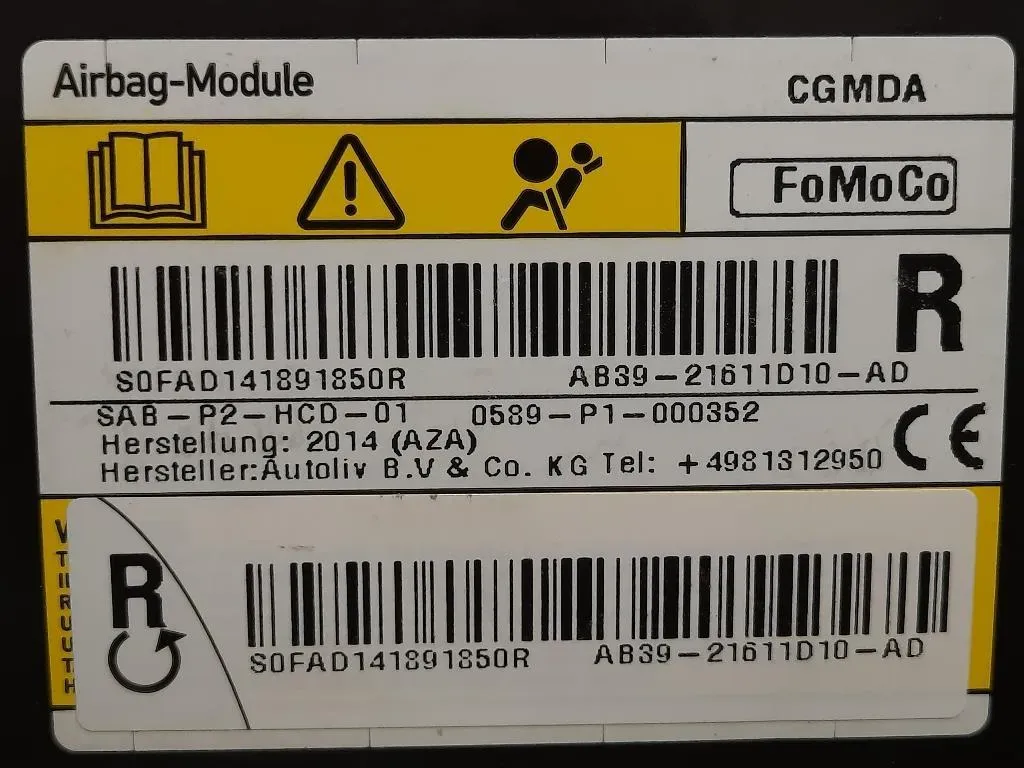 Airbag-Module CGMDA
FoMoCo
R
S0FAD141891850R AB39-21611D10-AD
SAB-P2-HCD-01 0589-P1-000352
Herstellung: 2014 (AZA)
Hersteller:Autoliv B.V & Co. KG Tel: +4981312950
CE
R
S0FAD141891850R AB39-21611D10-AD